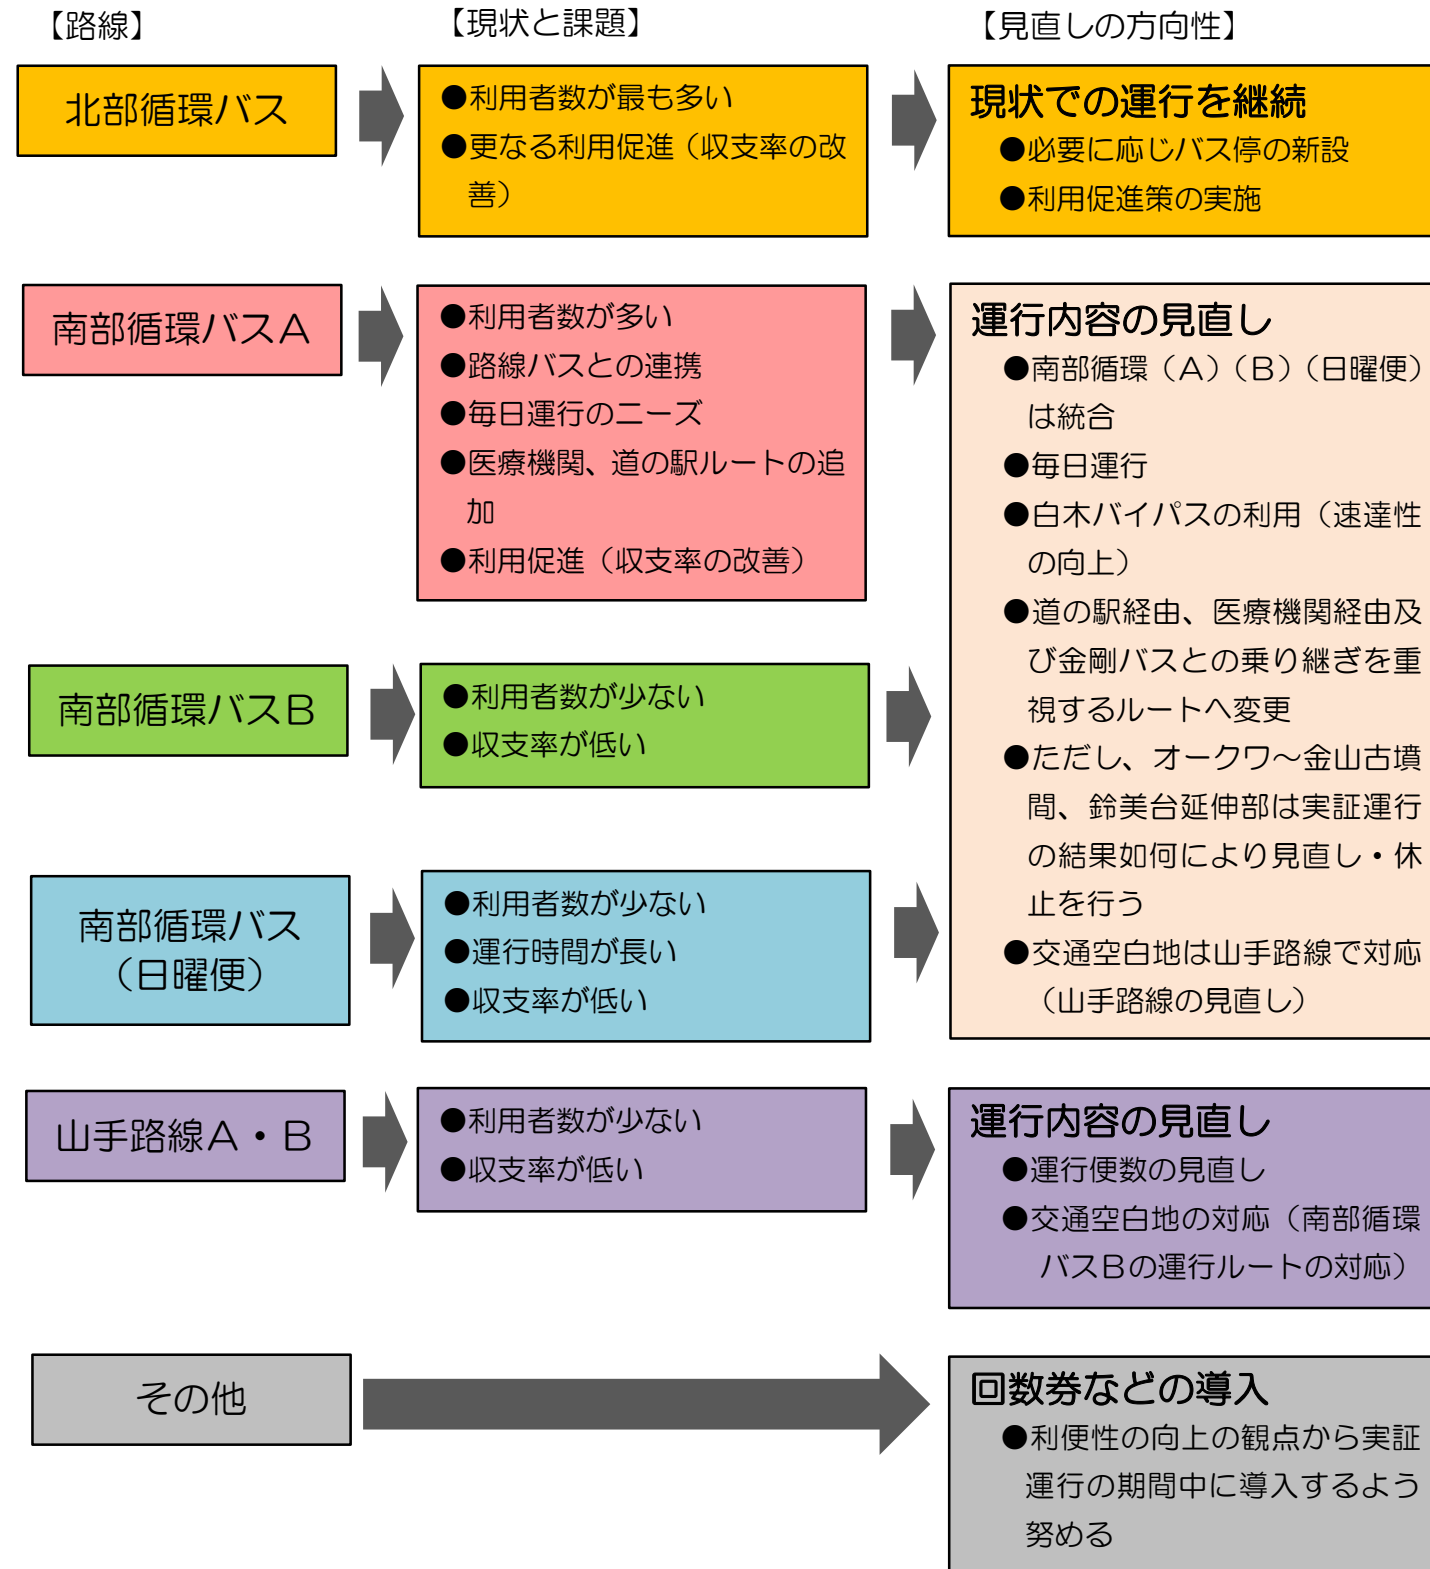 【路線】
【現状と課題】
【見直しの方向性】
北部循環バス
●利用者数が最も多い
●更なる利用促進（収支率の改
善）
現状での運行を継続
●必要に応じバス停の新設
●利用促進策の実施
南部循環バスＡ
●利用者数が多い
●路線バスとの連携
●毎日運行のニーズ
●医療機関、道の駅ルートの追
加
●利用促進（収支率の改善）
運行内容の見直し
●南部循環（Ａ）（Ｂ）（日曜便）
は統合
●毎日運行
●白木バイパスの利用（速達性
の向上）
●道の駅経由、医療機関経由及
び金剛バスとの乗り継ぎを重
視するルートへ変更
●ただし、オークワ～金山古墳
間、鈴美台延伸部は実証運行
の結果如何により見直し・休
止を行う
●交通空白地は山手路線で対応
（山手路線の見直し）
南部循環バスＢ
●利用者数が少ない
●収支率が低い
南部循環バス
（日曜便）
●利用者数が少ない
●運行時間が長い
●収支率が低い
山手路線Ａ・Ｂ
●利用者数が少ない
●収支率が低い
運行内容の見直し
●運行便数の見直し
●交通空白地の対応（南部循環
バスＢの運行ルートの対応）
その他
回数券などの導入
●利便性の向上の観点から実証
運行の期間中に導入するよう
努める